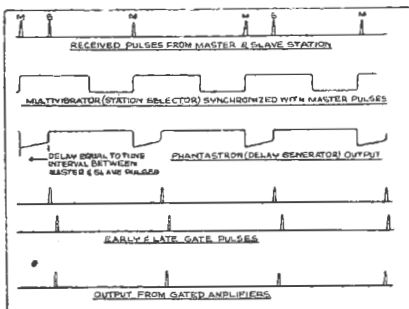 M S M M S M
RECEIVED PULSES FROM MASTER & SLAVE STATION
MULTIVIBRATOR (STATION SELECTOR) SYNCHRONIZED WITH MASTER PULSES
DELAY EQUAL TO TIME
INTERVAL BETWEEN
MASTER & SLAVE PULSES
PHANTASTRON (DELAY GENERATOR) OUTPUT
EARLY & LATE GATE PULSES
OUTPUT FROM GATED AMPLIFIERS